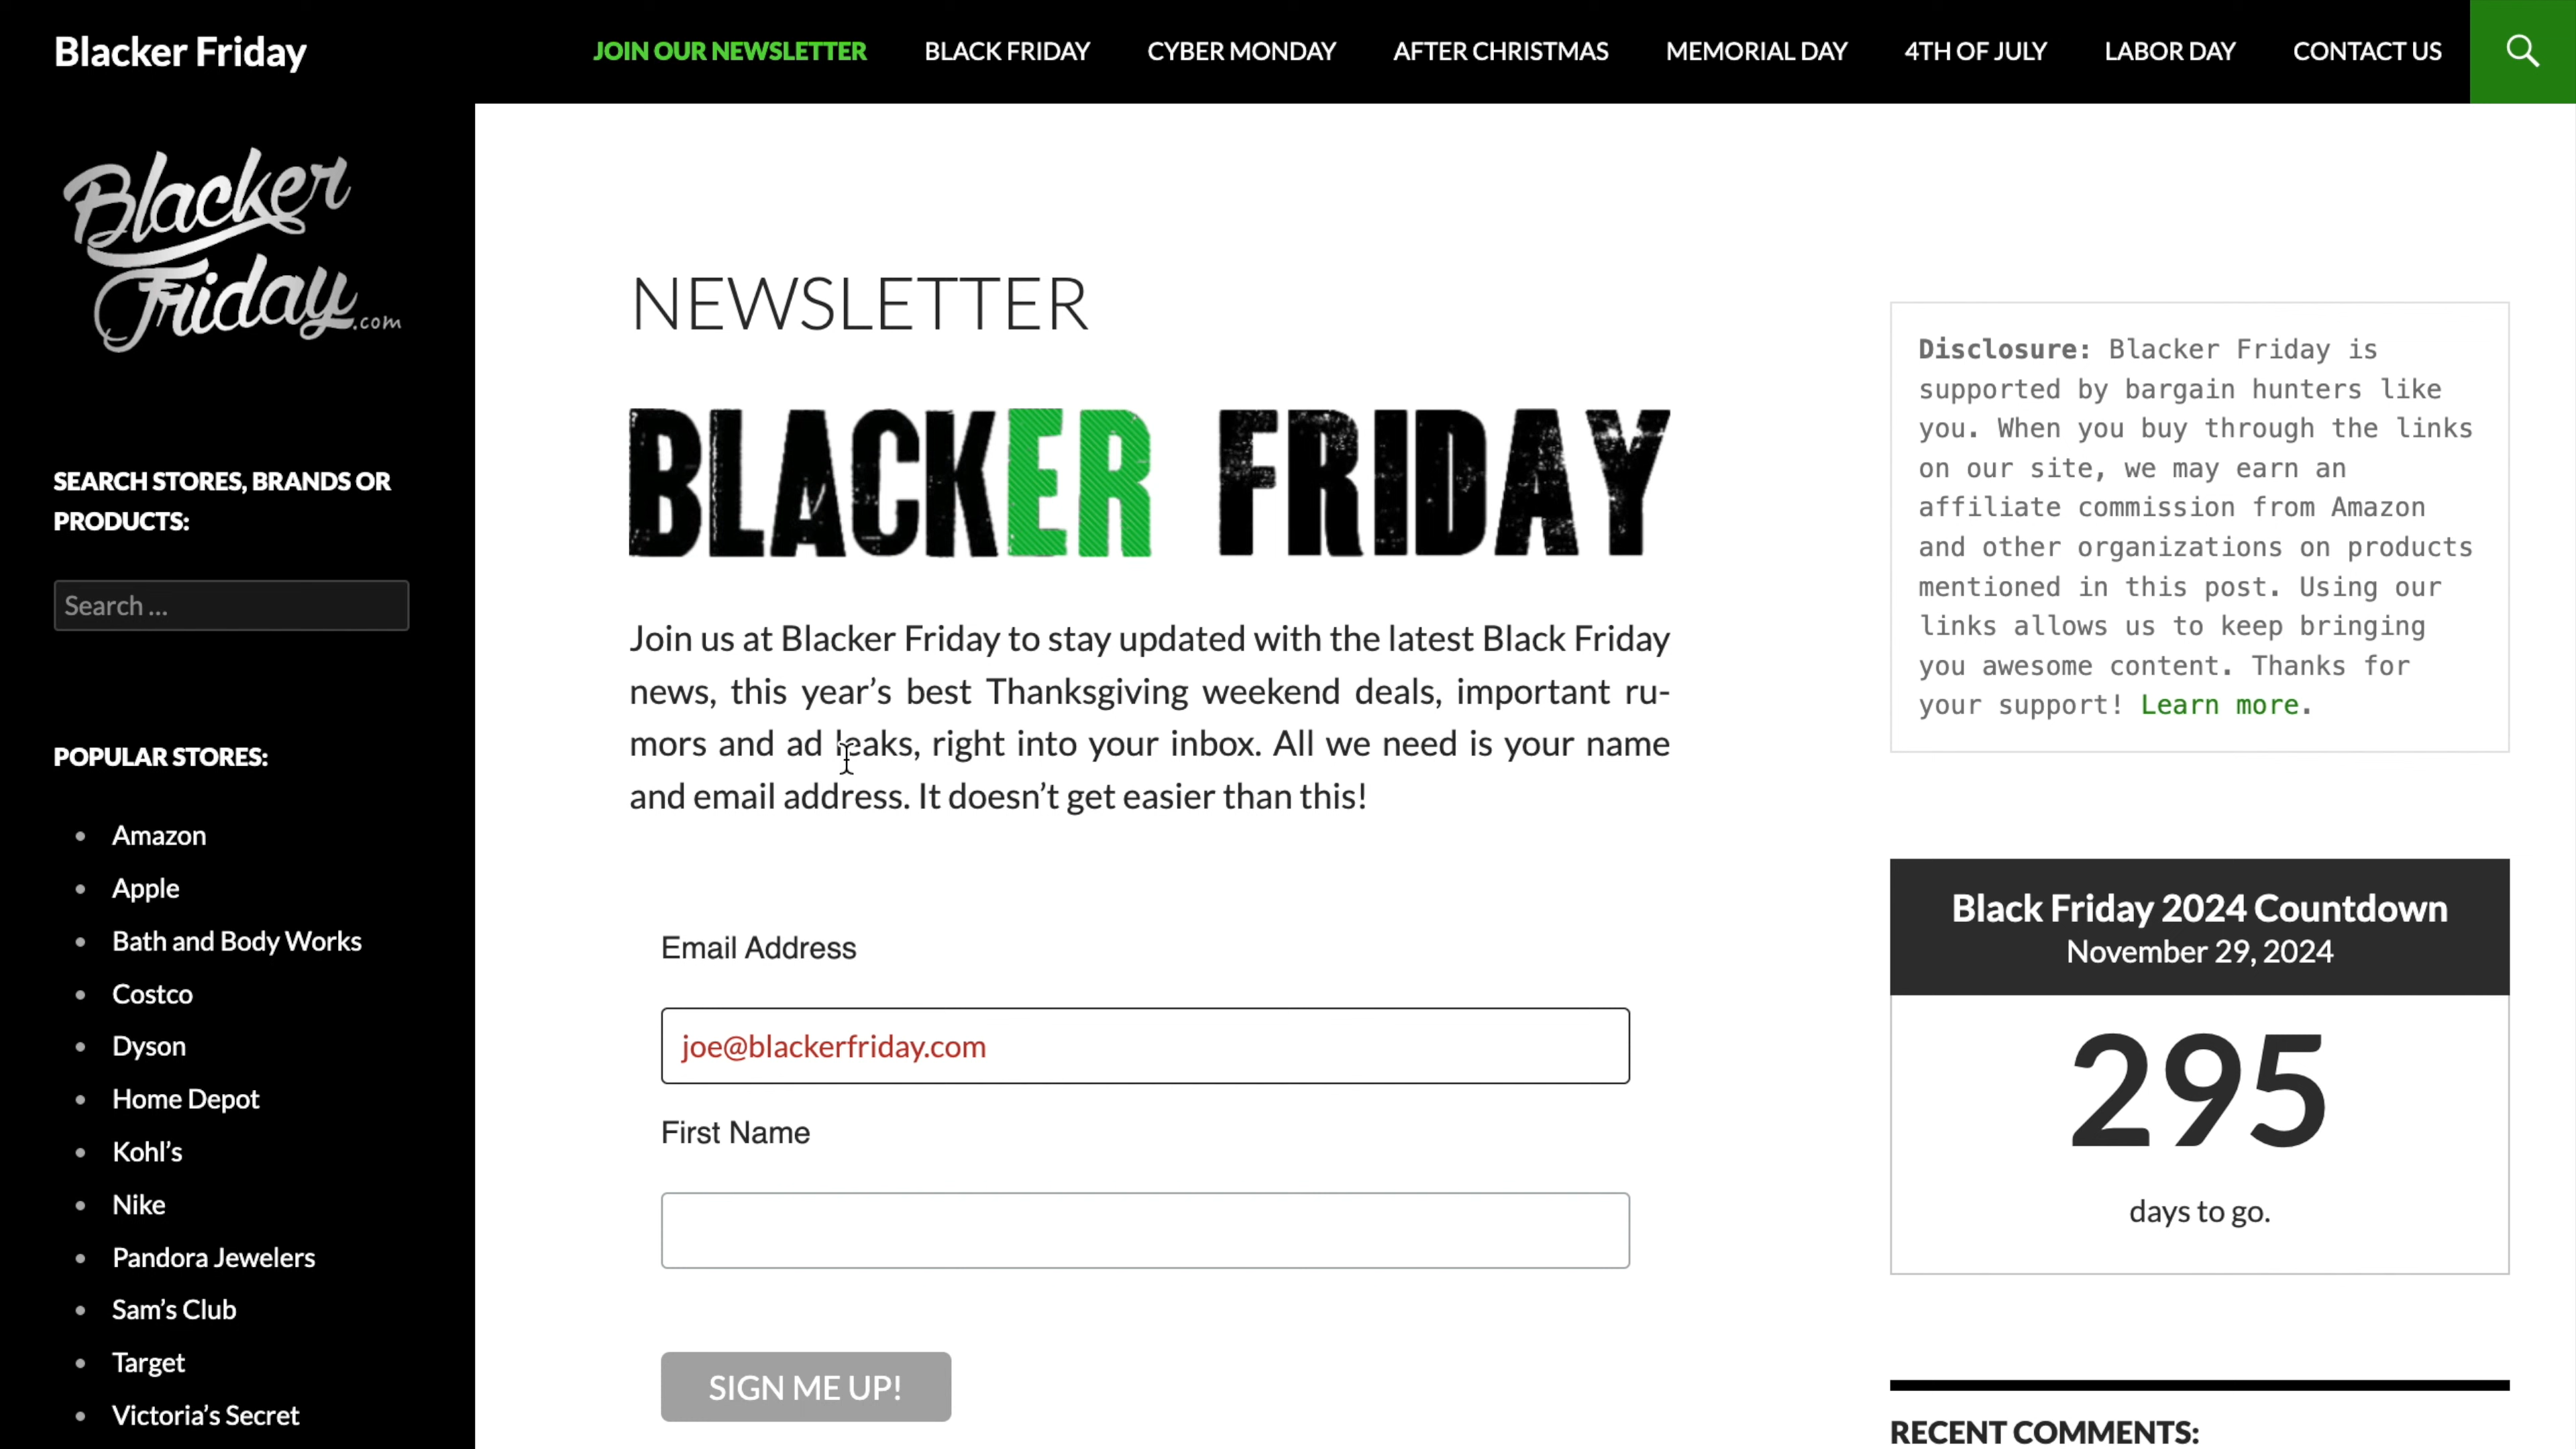 Blacker Friday
JOIN OUR NEWSLETTER
BLACK FRIDAY
CYBER MONDAY
AFTER CHRISTMAS
MEMORIAL DAY
4TH OF JULY
LABOR DAY
CONTACT US
Blacker
Friday.com
SEARCH STORES, BRANDS OR
PRODUCTS:
Search ...
POPULAR STORES:
Amazon
Apple
Bath and Body Works
Costco
Dyson
Home Depot
Kohl’s
Nike
Pandora Jewelers
Sam’s Club
Target
Victoria’s Secret
NEWSLETTER
BLACKER FRIDAY
Join us at Blacker Friday to stay updated with the latest Black Friday
news, this year’s best Thanksgiving weekend deals, important ru-
mors and ad leaks, right into your inbox. All we need is your name
and email address. It doesn’t get easier than this!
Email Address
joe@blackerfriday.com
First Name
SIGN ME UP!
Disclosure: Blacker Friday is
supported by bargain hunters like
you. When you buy through the links
on our site, we may earn an
affiliate commission from Amazon
and other organizations on products
mentioned in this post. Using our
links allows us to keep bringing
you awesome content. Thanks for
your support! Learn more.
Black Friday 2024 Countdown
November 29, 2024
295
days to go.
RECENT COMMENTS: